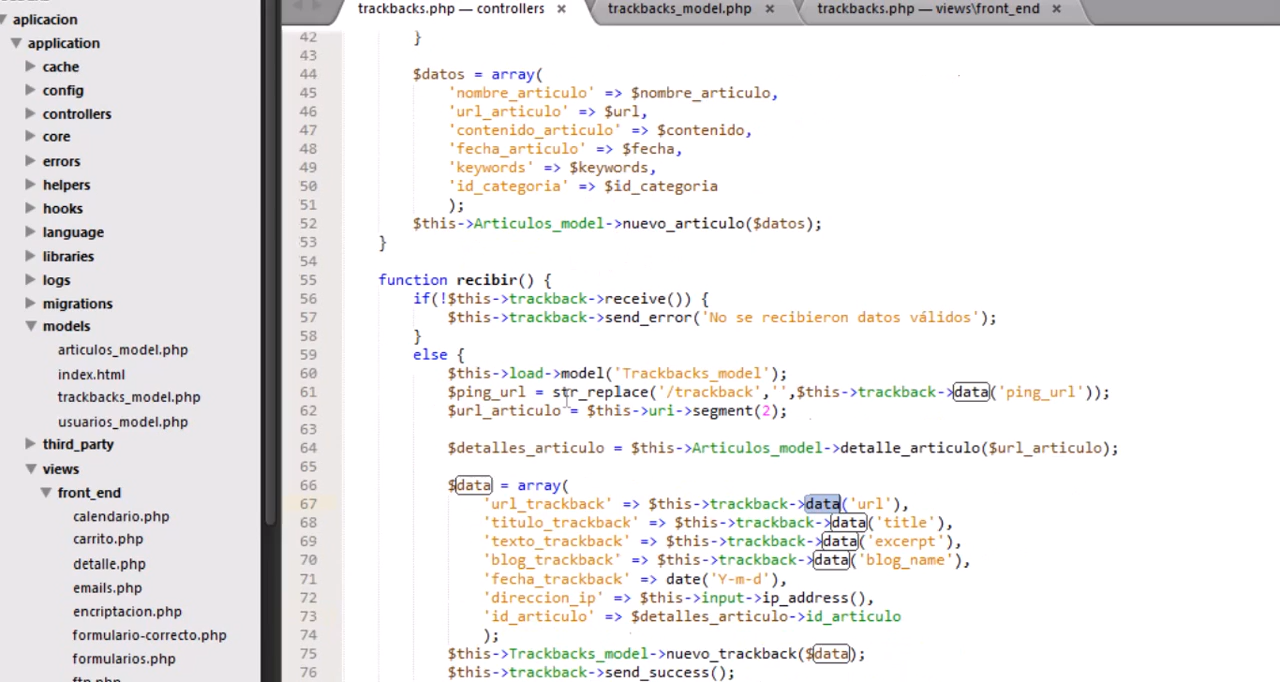 trackbacks.php — controllers ×
trackbacks_model.php ×
trackbacks.php — views\front_end ×
aplicacion
application
cache
config
controllers
core
errors
helpers
hooks
language
libraries
logs
migrations
models
articulos_model.php
index.html
trackbacks_model.php
usuarios_model.php
third_party
views
front_end
calendario.php
carrito.php
detalle.php
emails.php
encriptacion.php
formulario-correcto.php
formularios.php
ftp.php
42 }
43
44 $datos = array(
45 'nombre_articulo' => $nombre_articulo,
46 'url_articulo' => $url,
47 'contenido_articulo' => $contenido,
48 'fecha_articulo' => $fecha,
49 'keywords' => $keywords,
50 'id_categoria' => $id_categoria
51 );
52 $this->Articulos_model->nuevo_articulo($datos);
53 }
54
55 function recibir() {
56 if(!$this->trackback->receive()) {
57 $this->trackback->send_error('No se recibieron datos válidos');
58 }
59 else {
60 $this->load->model('Trackbacks_model');
61 $ping_url = str_replace('/trackback','',$this->trackback->data('ping_url'));
62 $url_articulo = $this->uri->segment(2);
63
64 $detalles_articulo = $this->Articulos_model->detalle_articulo($url_articulo);
65
66 $data = array(
67 'url_trackback' => $this->trackback->data('url'),
68 'titulo_trackback' => $this->trackback->data('title'),
69 'texto_trackback' => $this->trackback->data('excerpt'),
70 'blog_trackback' => $this->trackback->data('blog_name'),
71 'fecha_trackback' => date('Y-m-d'),
72 'direccion_ip' => $this->input->ip_address(),
73 'id_articulo' => $detalles_articulo->id_articulo
74 );
75 $this->Trackbacks_model->nuevo_trackback($data);
76 $this->trackback->send_success();